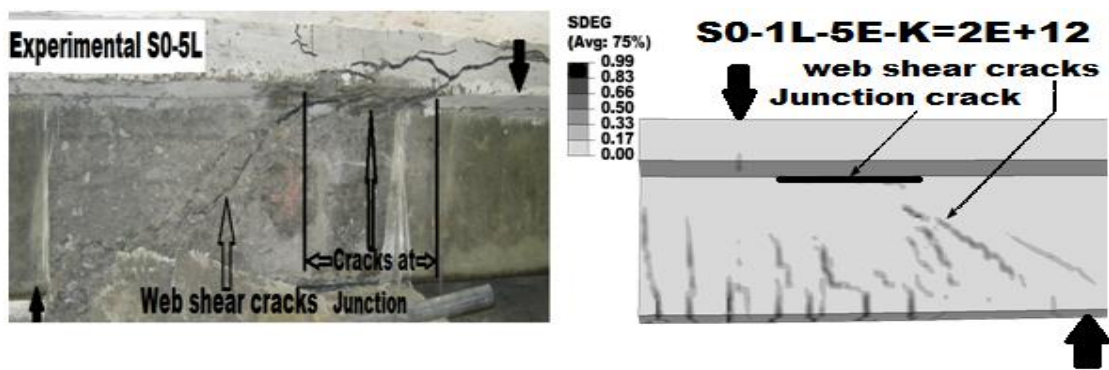 Experimental S0-5L
Web shear cracks
Cracks at
Junction
SDEG
(Avg: 75%)
0.99
0.83
0.66
0.50
0.33
0.17
0.00
S0-1L-5E-K=2E+12
web shear cracks
Junction crack